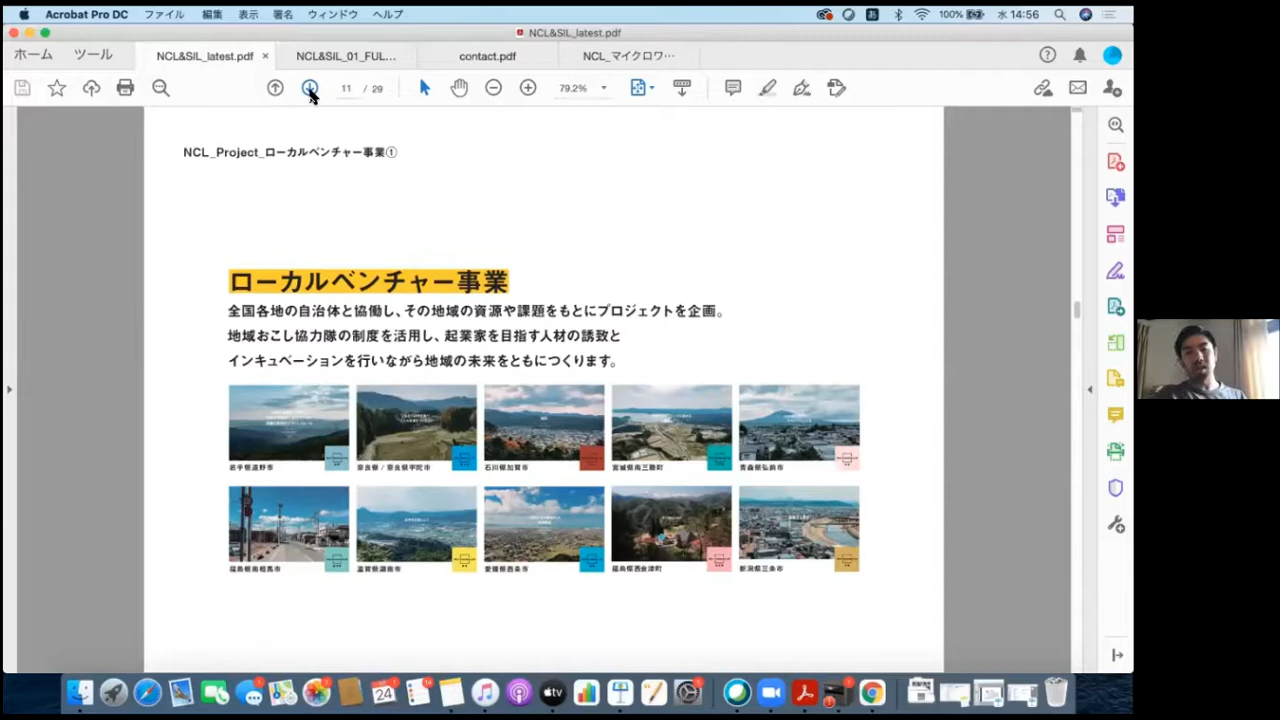 Acrobat Pro DC ファイル 編集 表示 署名 ウィンドウ ヘルプ 100% 水 14:56
NCL&SIL_latest.pdf
ホーム ツール NCL&SIL_latest.pdf × NCL&SIL_01_FUL... contact.pdf NCL_マイクロワ…
11 / 29 79.2%
NCL_Project_ローカルベンチャー事業①
ローカルベンチャー事業
全国各地の自治体と協働し、その地域の資源や課題をもとにプロジェクトを企画。
地域おこし協力隊の制度を活用し、起業家を目指す人材の誘致と
インキュベーションを行いながら地域の未来をともにつくります。
岩手県遠野市 奈良県 / 奈良県宇陀市 石川県加賀市 宮城県南三陸町 青森県弘前市
福島県南相馬市 滋賀県湖南市 愛媛県西条市 福島県西会津町 新潟県三条市
24